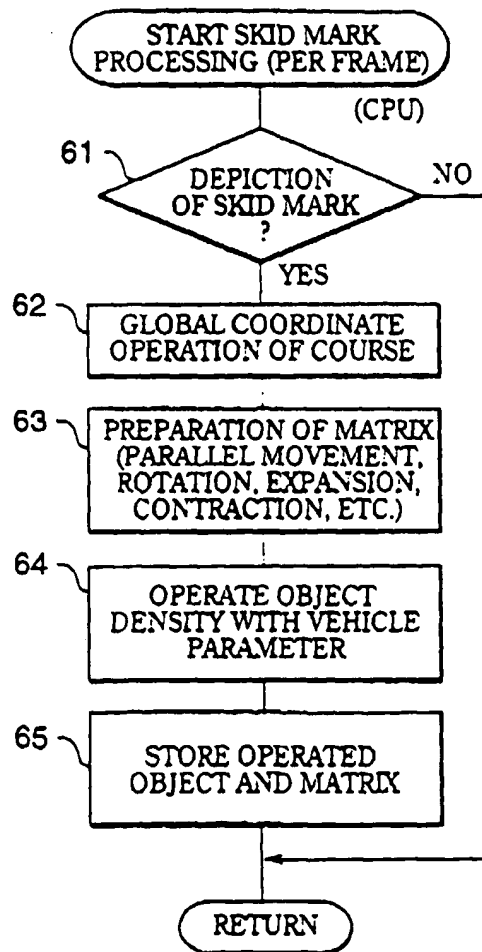 START SKID MARK
PROCESSING (PER FRAME)
(CPU)
61
DEPICTION
OF SKID MARK
?
NO
YES
62
GLOBAL COORDINATE
OPERATION OF COURSE
63
PREPARATION OF MATRIX
(PARALLEL MOVEMENT,
ROTATION, EXPANSION,
CONTRACTION, ETC.)
64
OPERATE OBJECT
DENSITY WITH VEHICLE
PARAMETER
65
STORE OPERATED
OBJECT AND MATRIX
RETURN